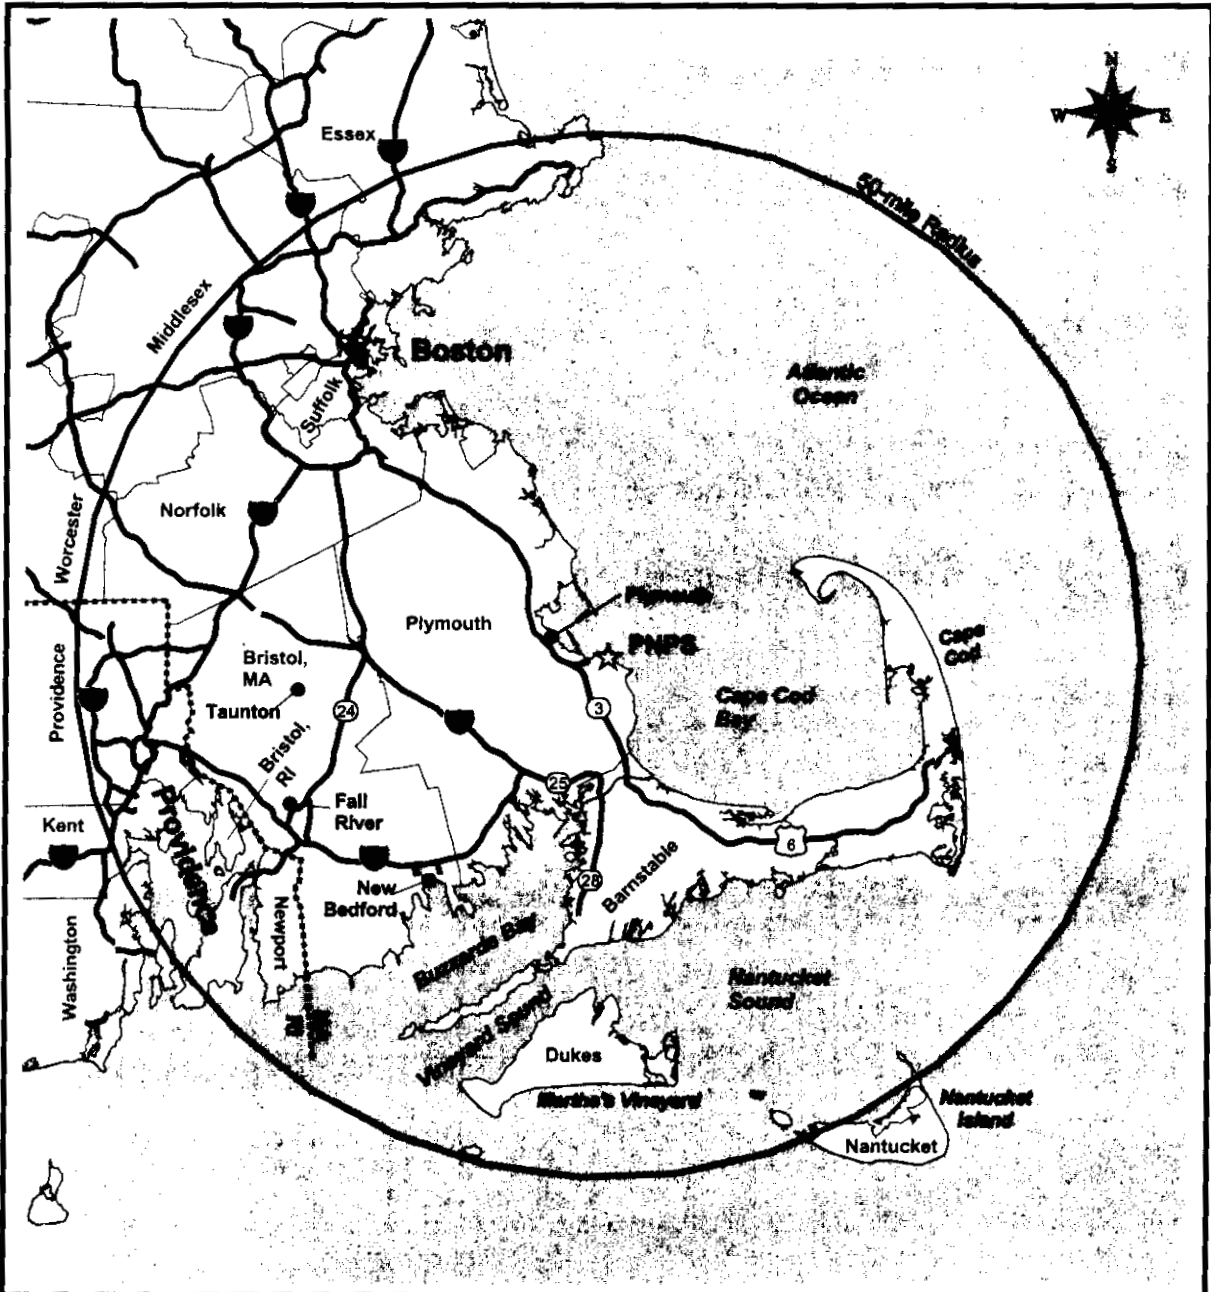 N
W E
S
Essex
50-mile Radius
Middlesex
Boston
Atlantic
Ocean
Suffolk
Norfolk
Worcester
Plymouth
Plymouth
PNPS
Cape
Cod
Providence
Bristol,
MA
Taunton
24
3
Cape Cod
Bay
Bristol,
RI
25
Fall
River
Providence
Kent
6
28
Barnstable
New
Bedford
Newport
Washington
Buzzards Bay
Nantucket
Sound
RI
MA
Vineyard Sound
Dukes
Martha's Vineyard
Nantucket
Island
Nantucket